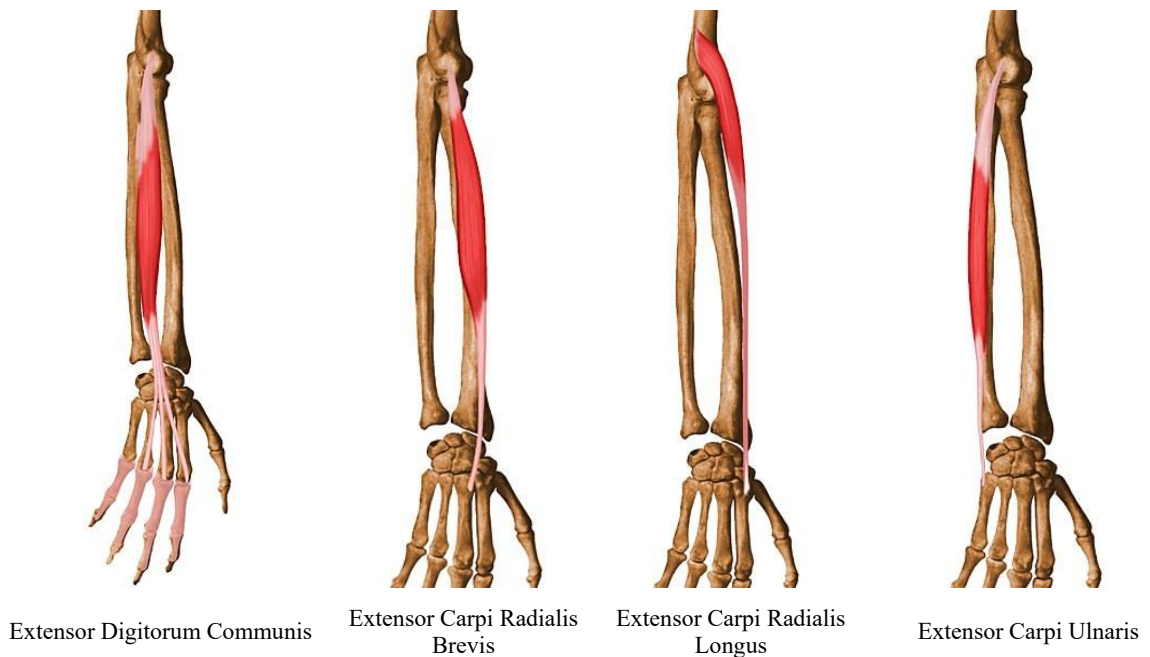 Extensor Digitorum Communis
Extensor Carpi Radialis
Brevis
Extensor Carpi Radialis
Longus
Extensor Carpi Ulnaris